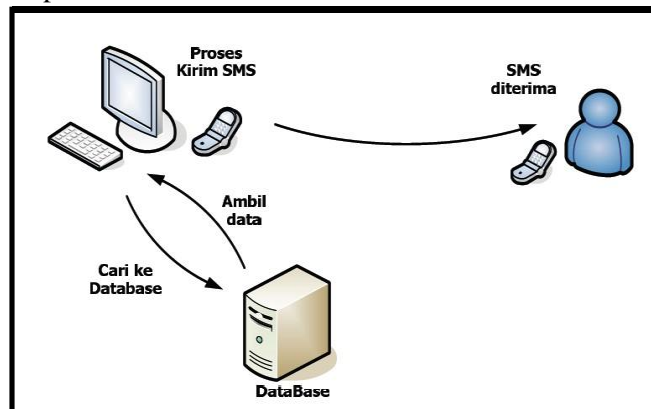 Proses
Kirim SMS
SMS
diterima
Ambil
data
Cari ke
Database
DataBase